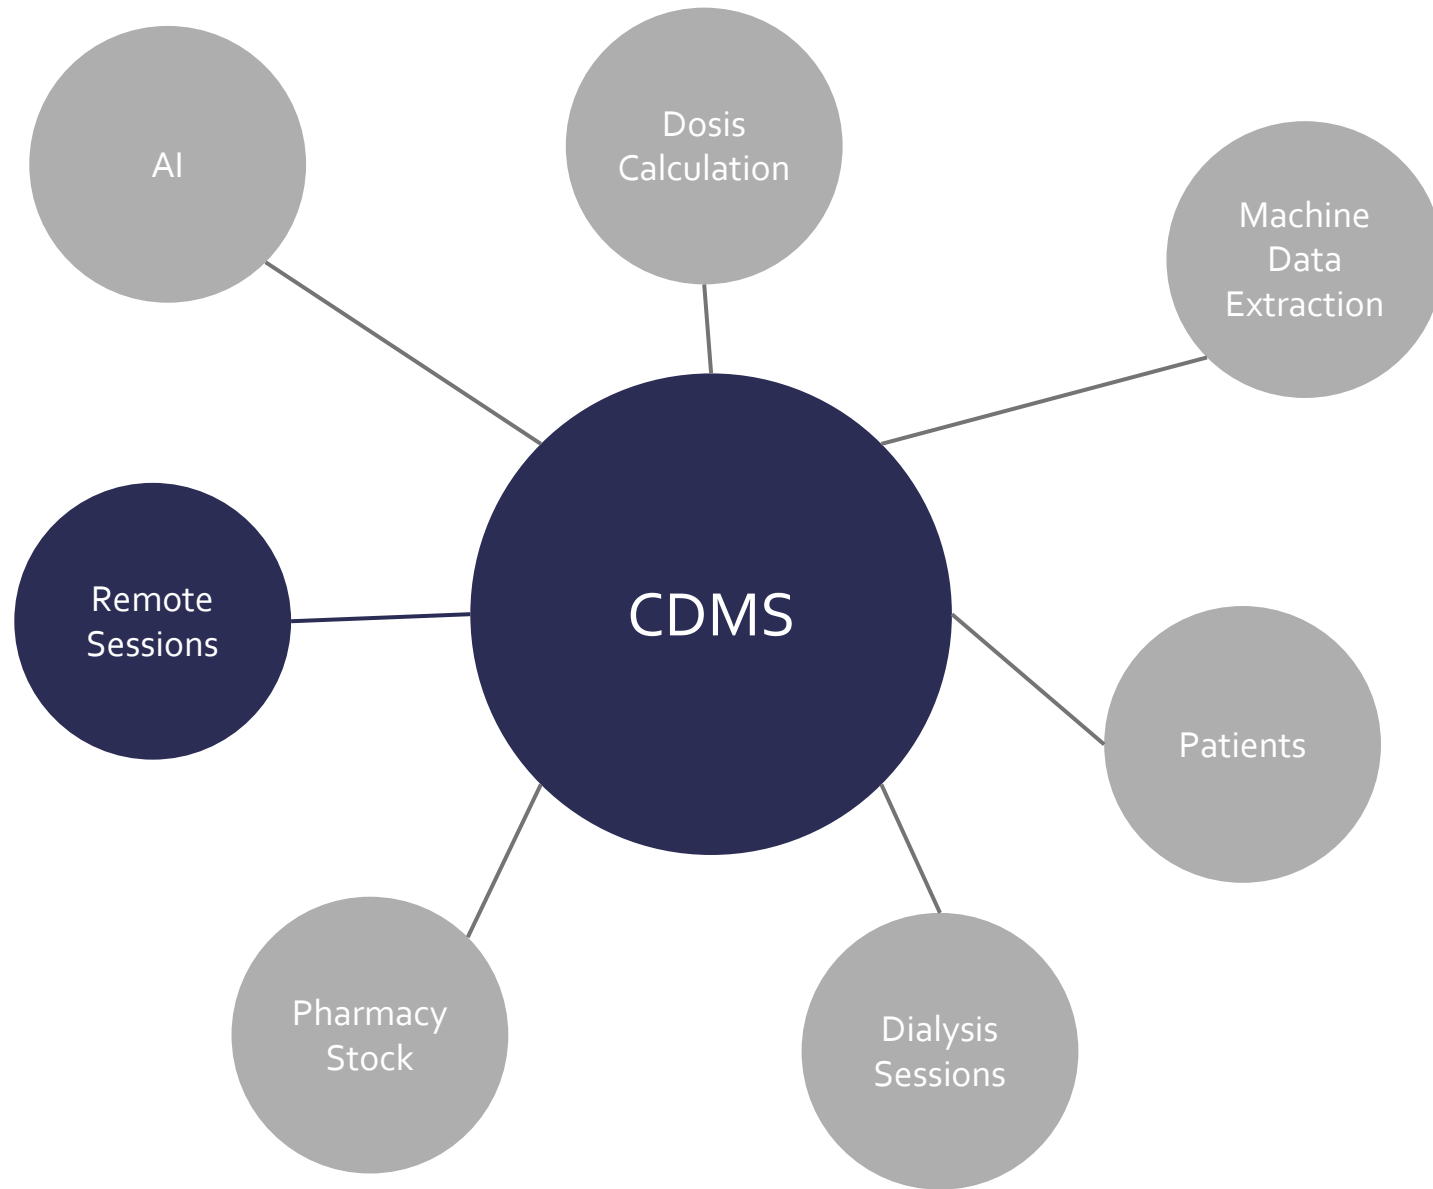 AI
Dosis
Calculation
Machine
Data
Extraction
Remote
Sessions
CDMS
Patients
Pharmacy
Stock
Dialysis
Sessions